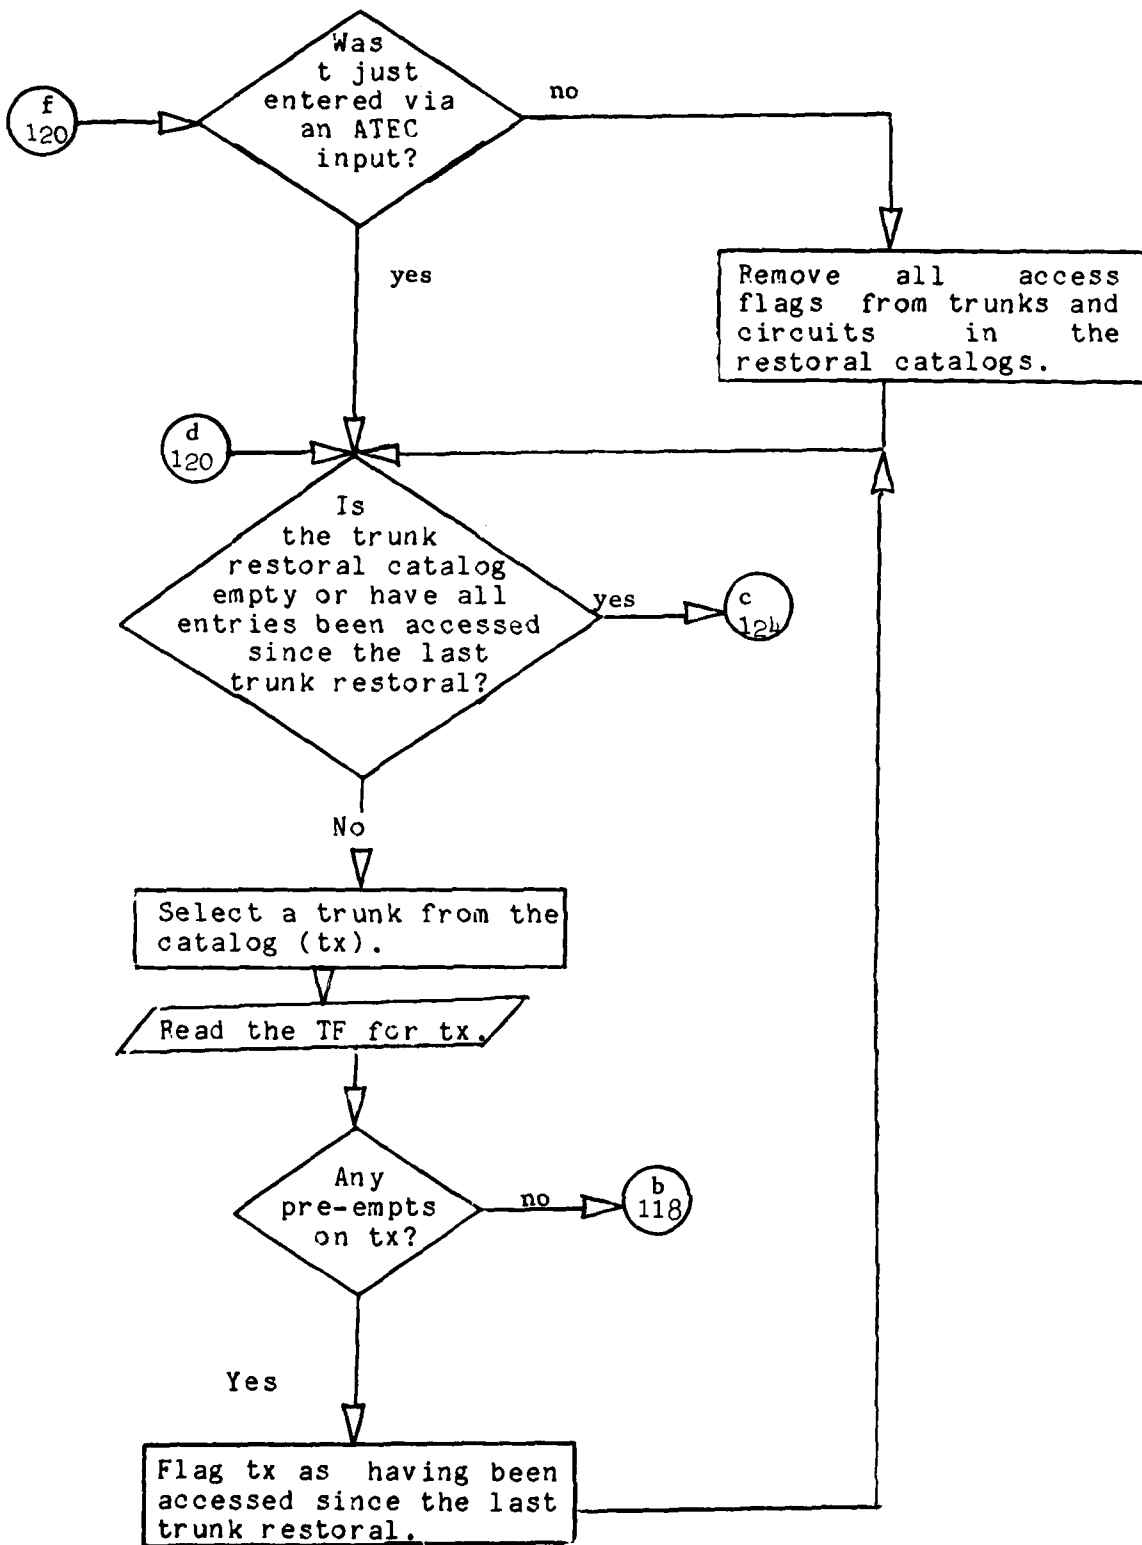 Was
t just
entered via
an ATEC
input?
f
120
no
yes
Remove all access
flags from trunks and
circuits in the
restoral catalogs.
d
120
Is
the trunk
restoral catalog
empty or have all
entries been accessed
since the last
trunk restoral?
yes
c
124
No
Select a trunk from the
catalog (tx).
Read the TF for tx.
Any
pre-empts
on tx?
no
b
118
Yes
Flag tx as having been
accessed since the last
trunk restoral.